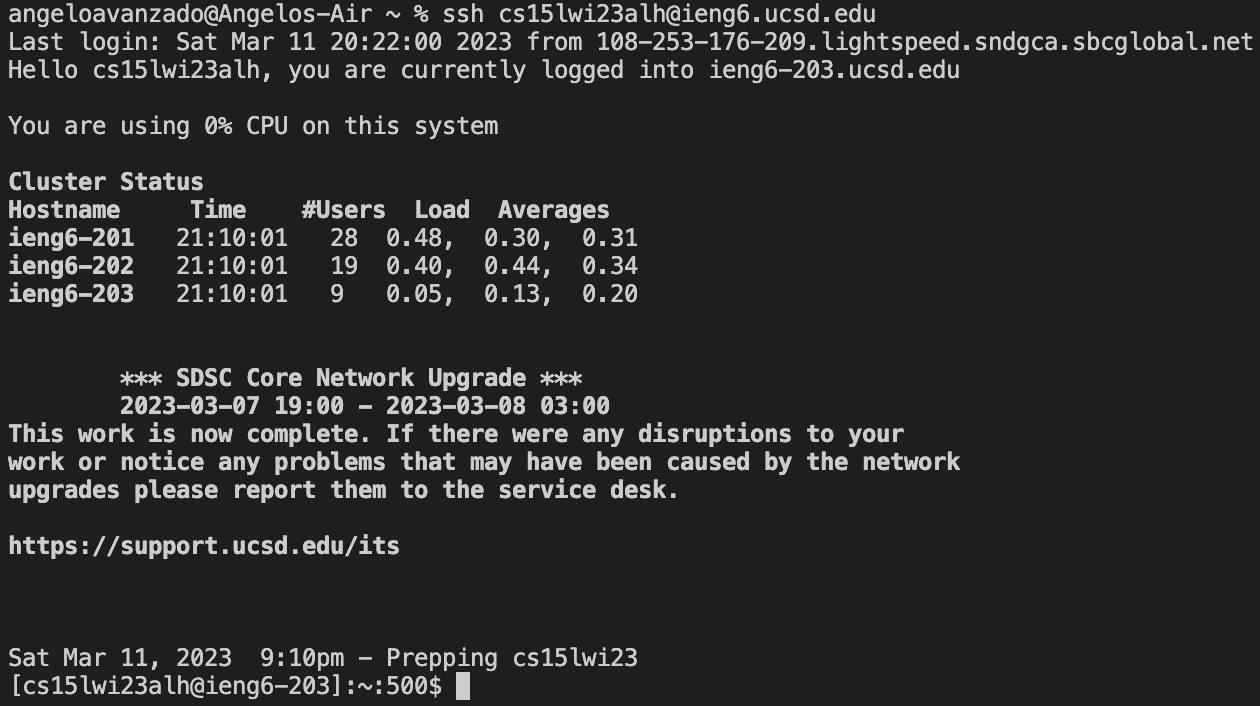 angeloavanzado@Angelos-Air ~ % ssh cs15lwi23alh@ieng6.ucsd.edu
Last login: Sat Mar 11 20:22:00 2023 from 108-253-176-209.lightspeed.sndgca.sbcglobal.net
Hello cs15lwi23alh, you are currently logged into ieng6-203.ucsd.edu
You are using 0% CPU on this system
Cluster Status
Hostname     Time    #Users  Load  Averages
ieng6-201   21:10:01   28  0.48,  0.30,  0.31
ieng6-202   21:10:01   19  0.40,  0.44,  0.34
ieng6-203   21:10:01   9   0.05,  0.13,  0.20
*** SDSC Core Network Upgrade ***
2023-03-07 19:00 - 2023-03-08 03:00
This work is now complete. If there were any disruptions to your
work or notice any problems that may have been caused by the network
upgrades please report them to the service desk.
https://support.ucsd.edu/its
Sat Mar 11, 2023  9:10pm - Prepping cs15lwi23
[cs15lwi23alh@ieng6-203]:~:500$